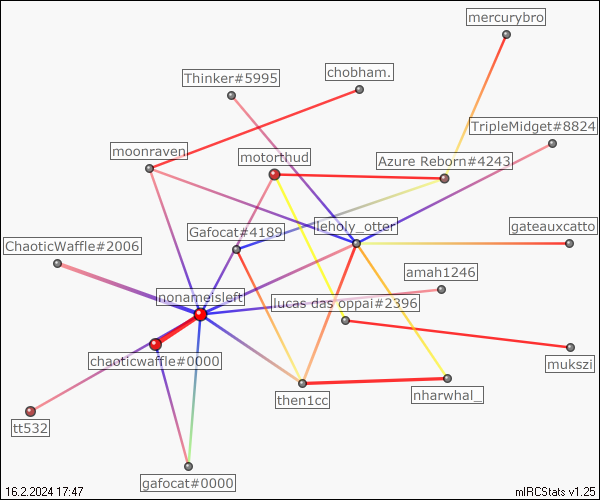 mercurybro
chobham.
Thinker#5995
TripleMidget#8824
moonraven
motorthud
Azure Reborn#4243
Gafocat#4189
leholy_otter
gateauxcatto
ChaoticWaffle#2006
amah1246
nonameisleft
lucas das oppai#2396
chaoticwaffle#0000
mukszi
nharwhal_
then1cc
tt532
gafocat#0000
16.2.2024 17:47
mIRCStats v1.25